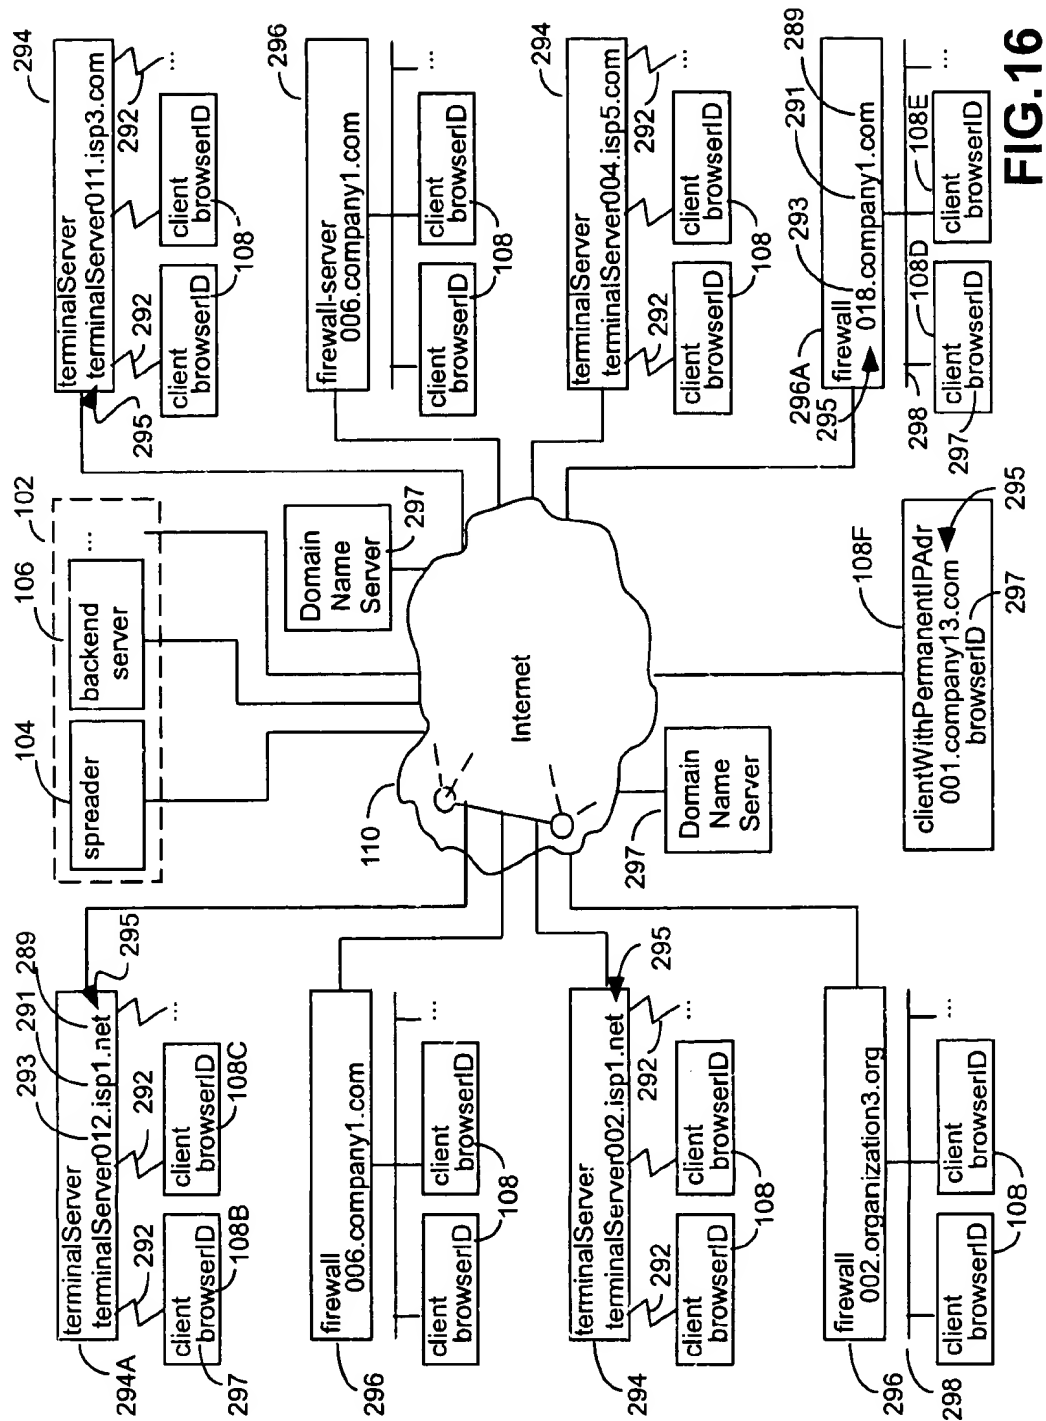 294A
293
291
289
295
terminalServer
terminalServer012.isp1.net
292
292
...
client
browserID
client
browserID
297
108B
108C
104
106
102
spreader
backend
server
...
294
terminalServer
terminalServer011.isp3.com
295
292
292
...
client
browserID
client
browserID
108
296
firewall
006.company1.com
...
client
browserID
client
browserID
108
110
Internet
Domain
Name
Server
297
296
firewall-server
006.company1.com
...
client
browserID
client
browserID
108
294
terminalServer
terminalServer002.isp1.net
295
292
292
...
client
browserID
client
browserID
108
297
Domain
Name
Server
294
terminalServer
terminalServer004.isp5.com
292
292
...
client
browserID
client
browserID
108
296
firewall
002.organization3.org
298
...
client
browserID
client
browserID
108
108F
clientWithPermanentIPAdr
001.company13.com
browserID
295
297
296A
293
291
289
295
firewall
018.company1.com
298
108D
108E
...
client
browserID
client
browserID
297
FIG.16